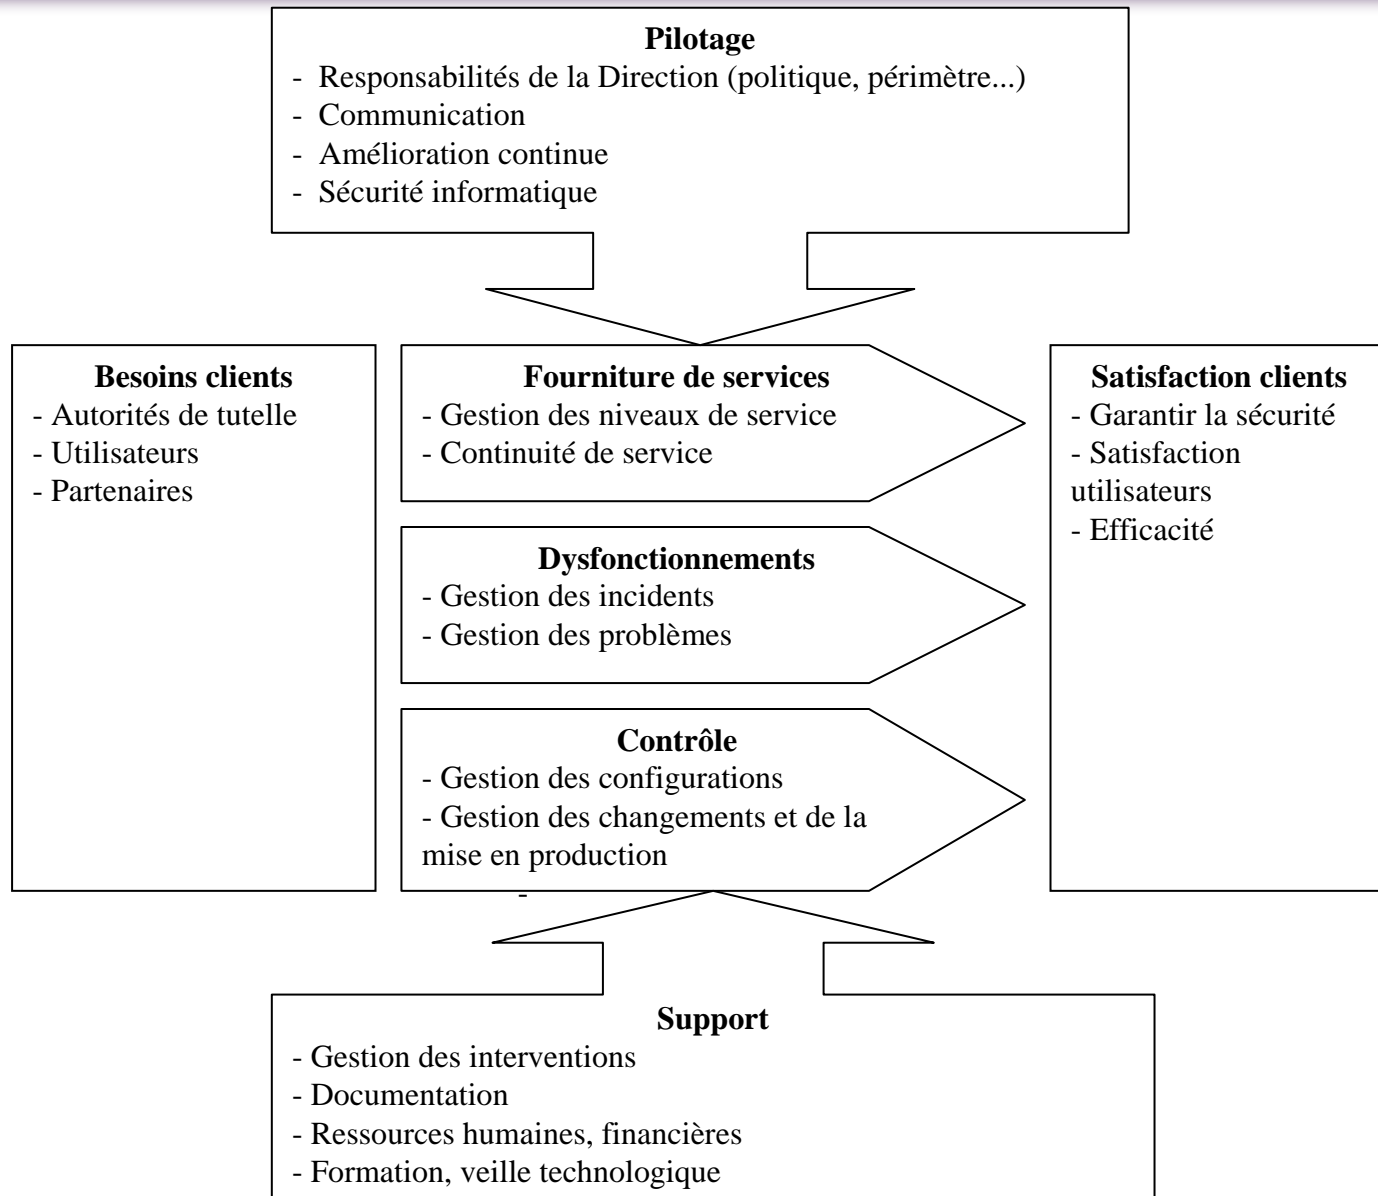 Pilotage
- Responsabilités de la Direction (politique, périmètre...)
- Communication
- Amélioration continue
- Sécurité informatique
Besoins clients
- Autorités de tutelle
- Utilisateurs
- Partenaires
Fourniture de services
- Gestion des niveaux de service
- Continuité de service
Dysfonctionnements
- Gestion des incidents
- Gestion des problèmes
Contrôle
- Gestion des configurations
- Gestion des changements et de la
mise en production
-
Satisfaction clients
- Garantir la sécurité
- Satisfaction
utilisateurs
- Efficacité
Support
- Gestion des interventions
- Documentation
- Ressources humaines, financières
- Formation, veille technologique